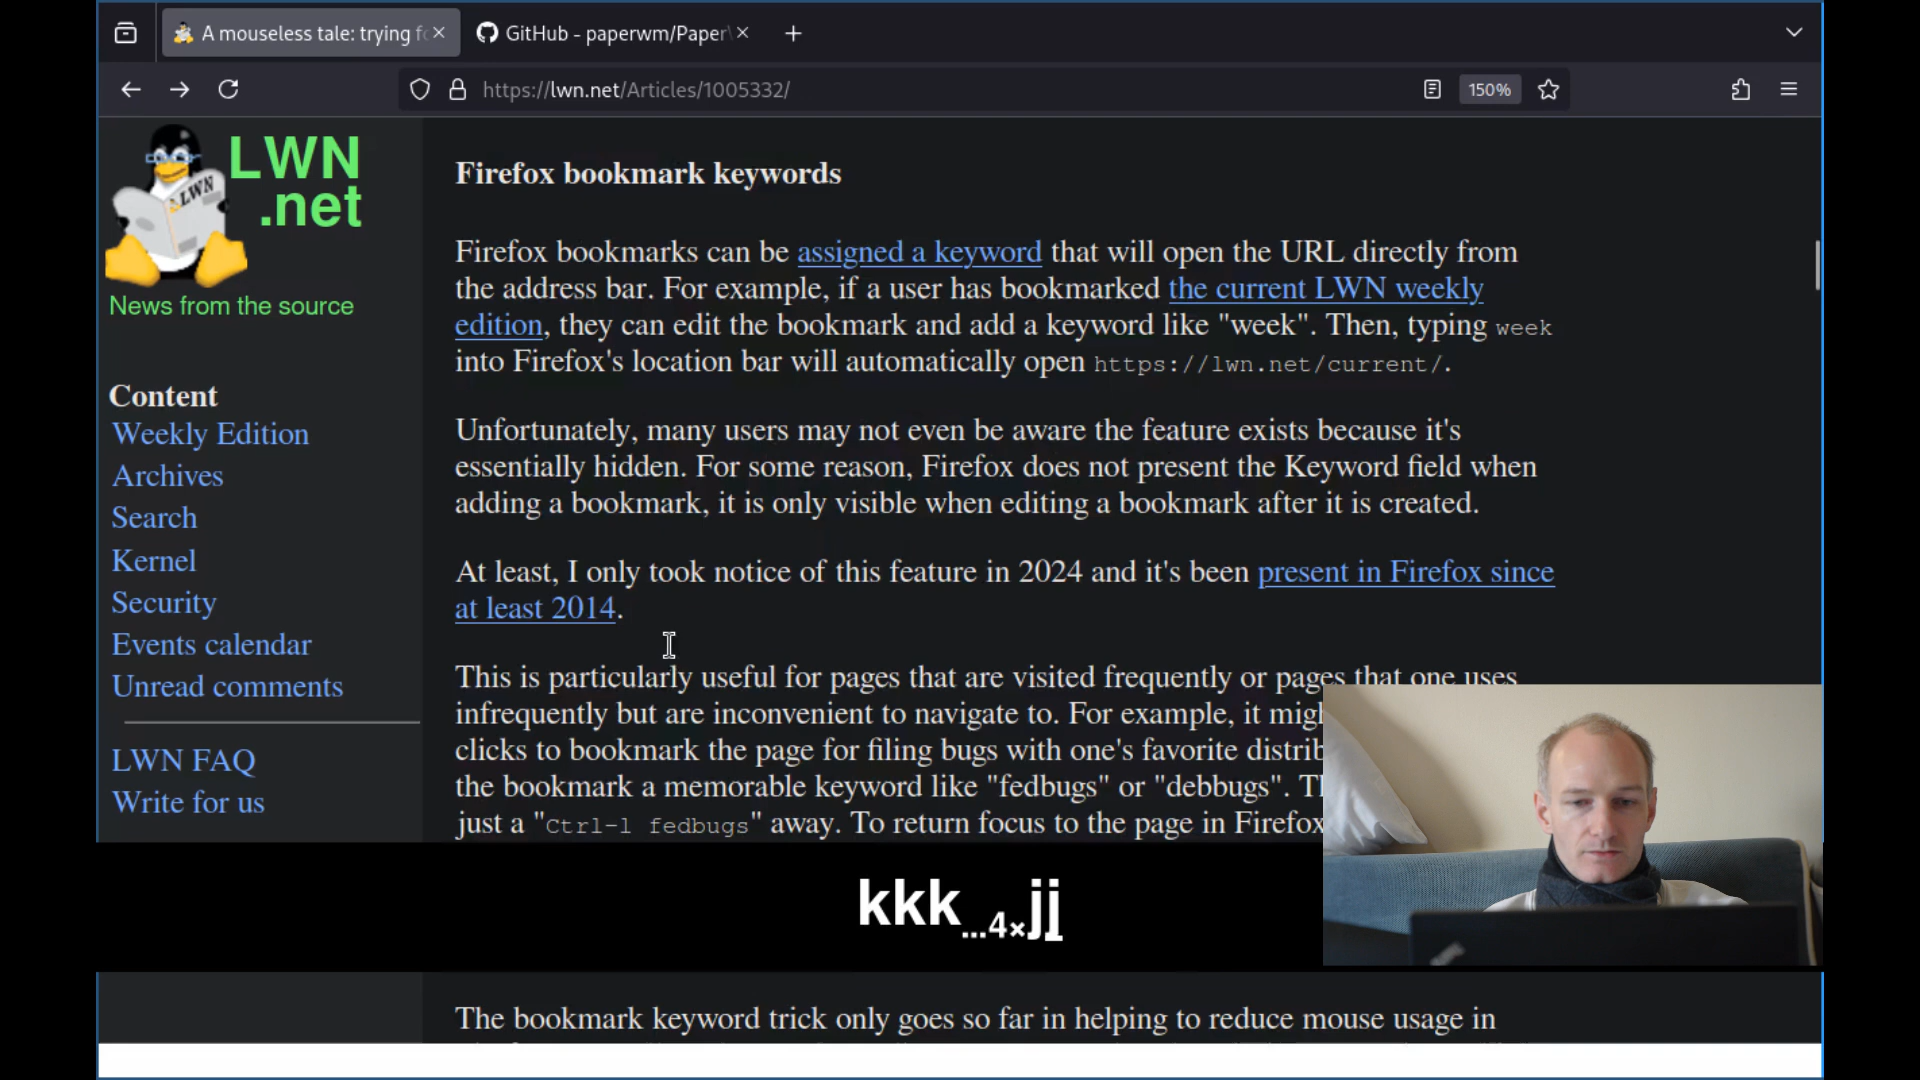 A mouseless tale: trying fo
GitHub - paperwm/Paper
https://lwn.net/Articles/1005332/
150%
LWN
.net
LWN
News from the source
Content
Weekly Edition
Archives
Search
Kernel
Security
Events calendar
Unread comments
LWN FAQ
Write for us
Firefox bookmark keywords
Firefox bookmarks can be assigned a keyword that will open the URL directly from
the address bar. For example, if a user has bookmarked the current LWN weekly
edition, they can edit the bookmark and add a keyword like "week". Then, typing week
into Firefox's location bar will automatically open https://lwn.net/current/.
Unfortunately, many users may not even be aware the feature exists because it's
essentially hidden. For some reason, Firefox does not present the Keyword field when
adding a bookmark, it is only visible when editing a bookmark after it is created.
At least, I only took notice of this feature in 2024 and it's been present in Firefox since
at least 2014.
This is particularly useful for pages that are visited frequently or pages that one uses
infrequently but are inconvenient to navigate to. For example, it migh
clicks to bookmark the page for filing bugs with one's favorite distrib
the bookmark a memorable keyword like "fedbugs" or "debbugs". Th
just a "Ctrl-l fedbugs" away. To return focus to the page in Firefox
kkk...4×jj
The bookmark keyword trick only goes so far in helping to reduce mouse usage in